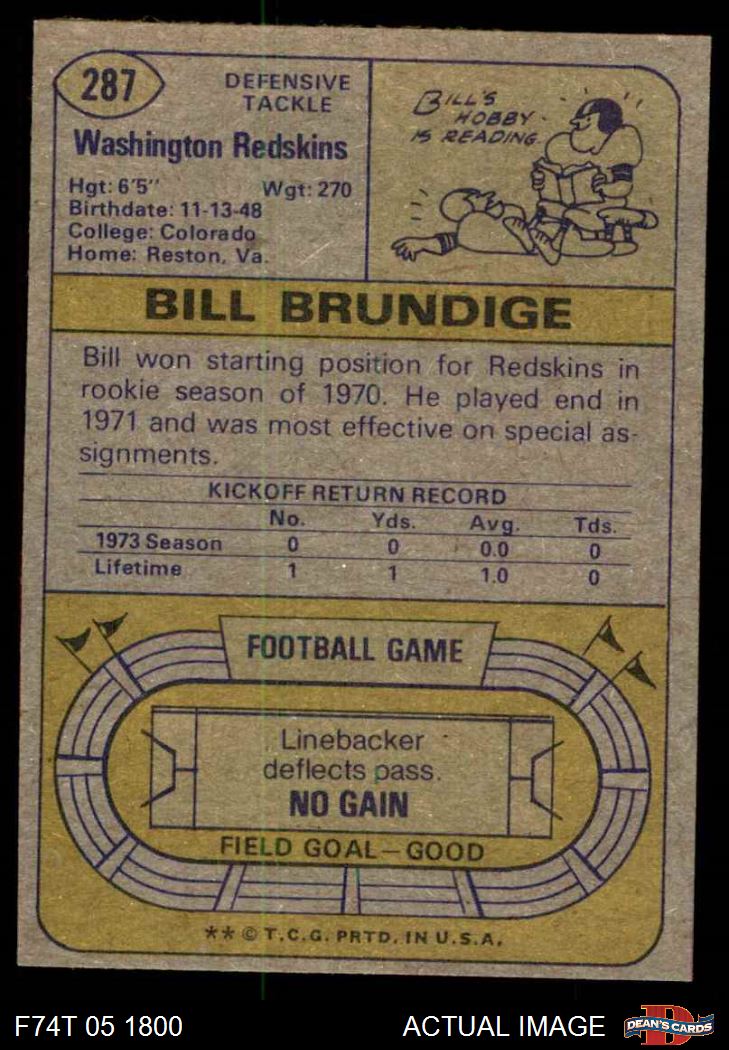 287
DEFENSIVE
TACKLE
Washington Redskins
Hgt: 6'5" Wgt: 270
Birthdate: 11-13-48
College: Colorado
Home: Reston, Va.
BILL'S
HOBBY
IS READING
BILL BRUNDIGE
Bill won starting position for Redskins in
rookie season of 1970. He played end in
1971 and was most effective on special as-
signments.
KICKOFF RETURN RECORD
No. Yds. Avg. Tds.
1973 Season 0 0 0.0 0
Lifetime 1 1 1.0 0
FOOTBALL GAME
Linebacker
deflects pass.
NO GAIN
FIELD GOAL—GOOD
**© T.C.G. PRTD. IN U.S.A.
F74T 05 1800 ACTUAL IMAGE D DEAN'S CARDS